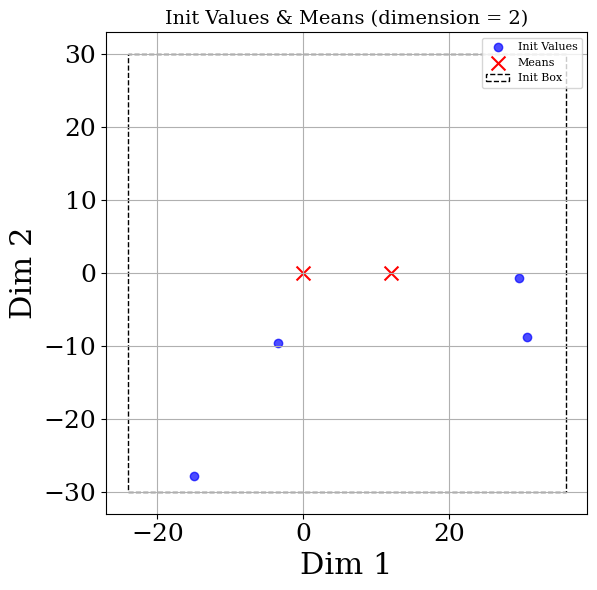 Init Values & Means (dimension = 2)
Init Values
Means
Init Box
30
20
10
0
−10
−20
−30
Dim 2
−20
0
20
Dim 1